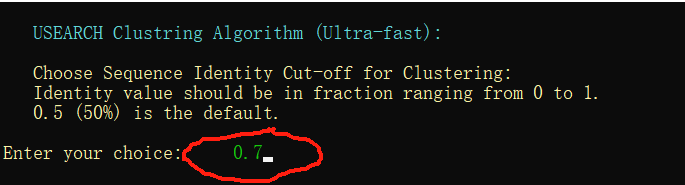 USEARCH Clustring Algorithm (Ultra-fast):
Choose Sequence Identity Cut-off for Clustering:
Identity value should be in fraction ranging from 0 to 1.
0.5 (50%) is the default.
Enter your choice: 0.7